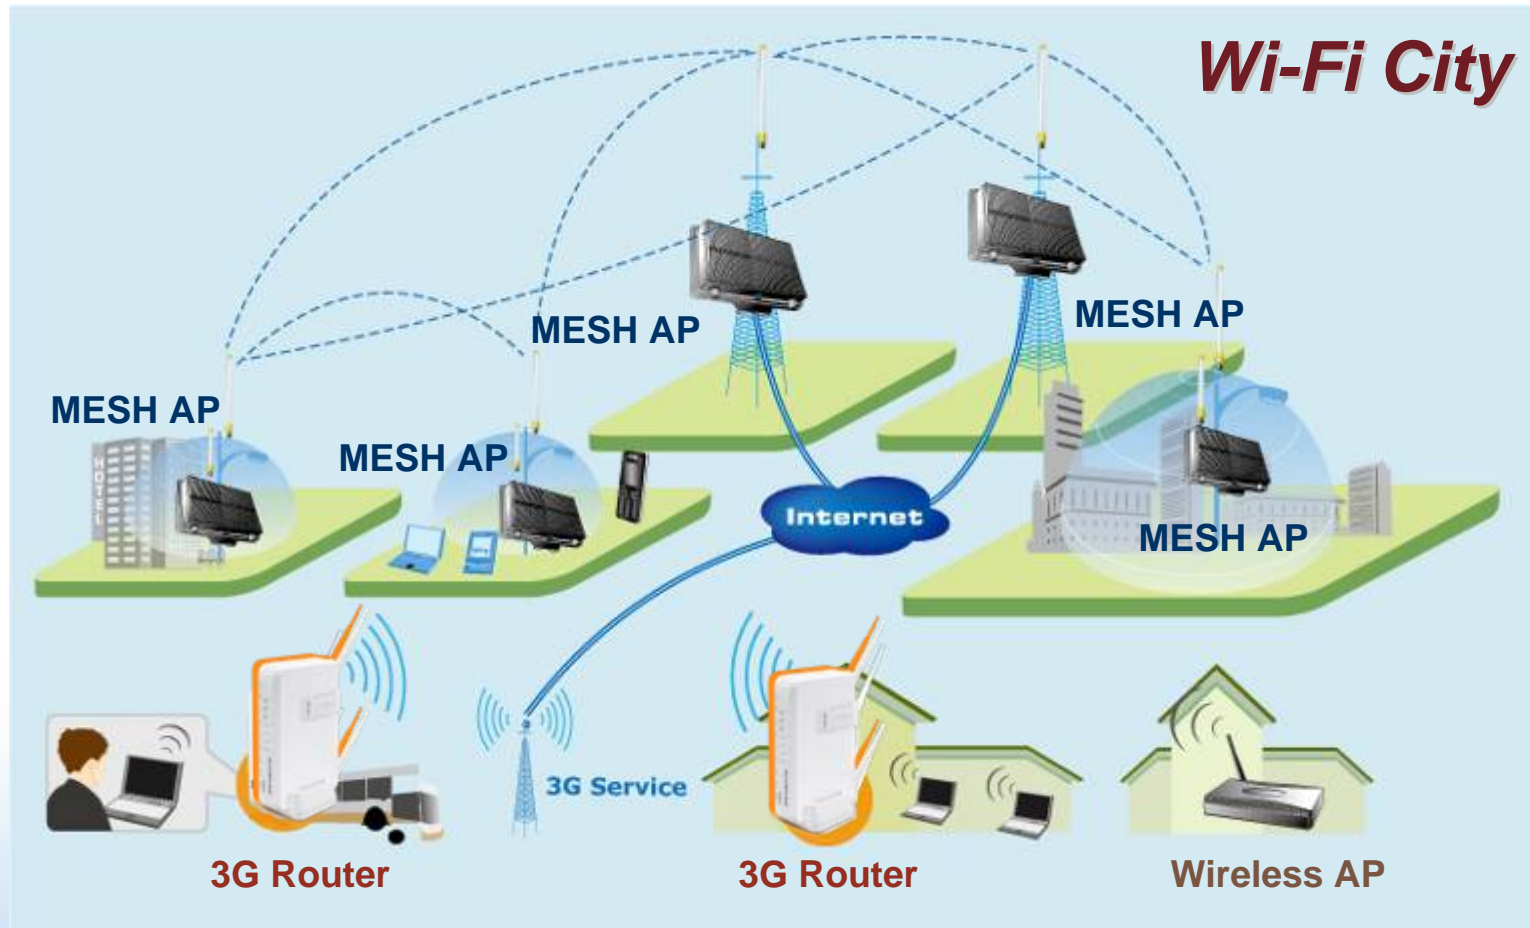 Wi-Fi City
MESH AP
MESH AP
MESH AP
MESH AP
HOTEL
Internet
MESH AP
3G Service
3G Router
3G Router
Wireless AP